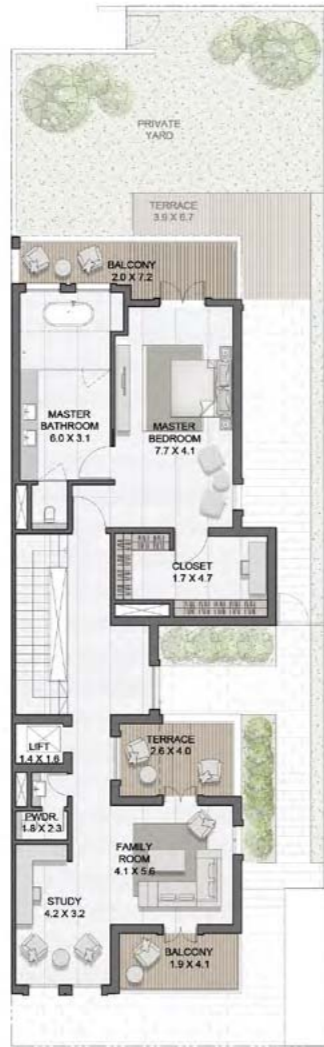 PRIVATE
YARD
TERRACE
3.6 X 6.7
BALCONY
2.0 X 7.2
MASTER
BATHROOM
6.0 X 3.1
MASTER
BEDROOM
7.7 X 4.1
CLOSET
1.7 X 4.7
TERRACE
2.6 X 4.0
LIFT
1.4 X 1.6
PWDR.
1.8 X 2.3
FAMILY
ROOM
4.1 X 5.6
STUDY
4.2 X 3.2
BALCONY
1.9 X 4.1